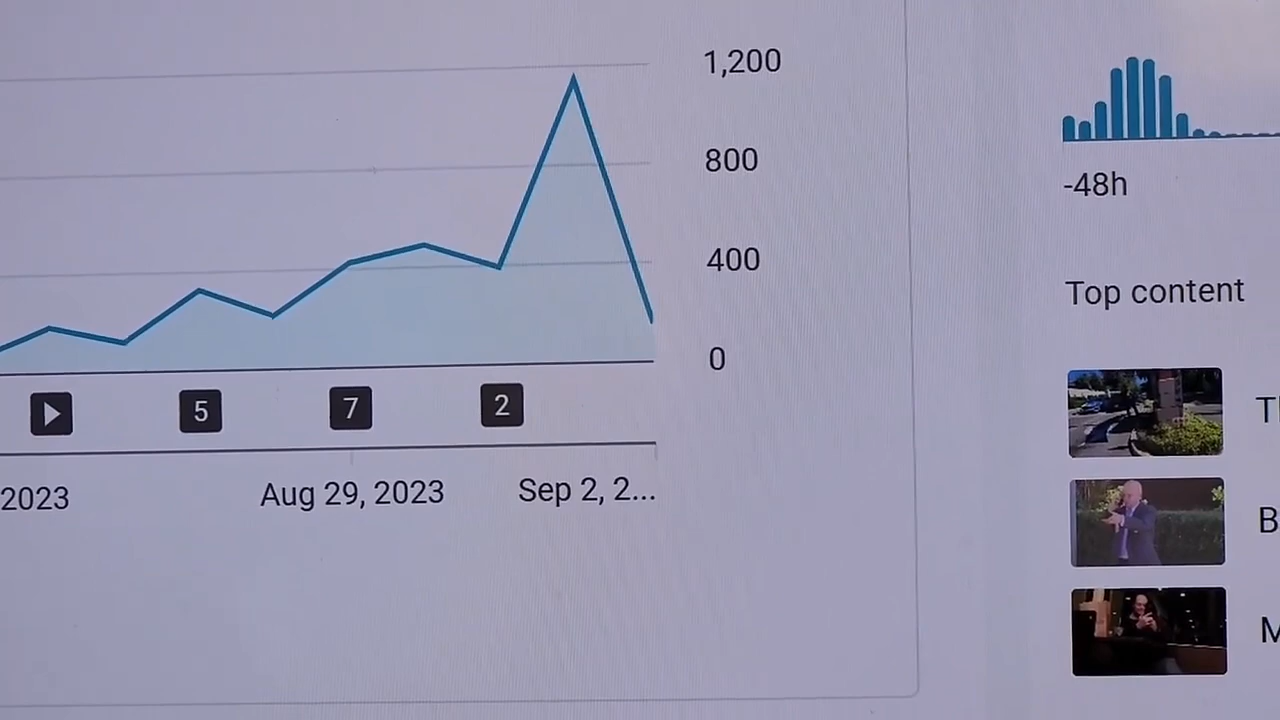 1,200
800
400
0
5
7
2
2023
Aug 29, 2023
Sep 2, 2...
-48h
Top content
B
M